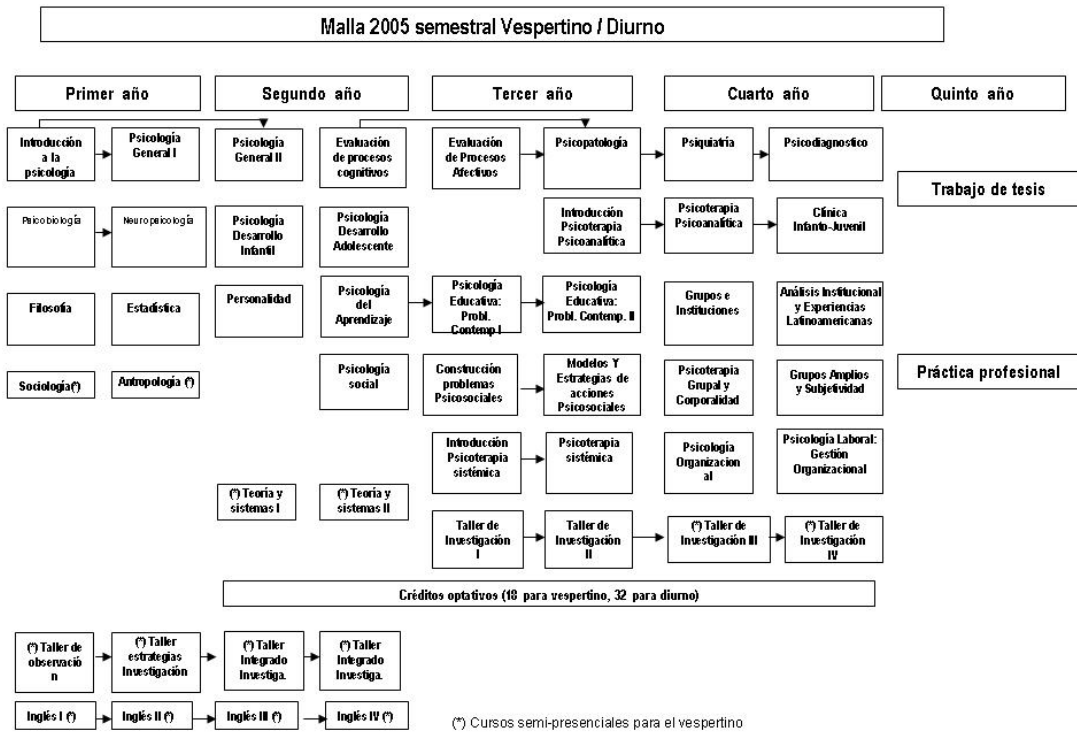 Malla 2005 semestral Vespertino / Diurno
Primer año
Segundo año
Tercer año
Cuarto año
Quinto año
Introducción
a la
psicología
Psicología
General I
Psicología
General II
Evaluación
de procesos
cognitivos
Evaluación
de Procesos
Afectivos
Psicopatología
Psiquiatría
Psicodiagnostico
Trabajo de tesis
Psicobiología
Neuropsicología
Psicología
Desarrollo
Infantil
Psicología
Desarrollo
Adolescente
Introducción
Psicoterapia
Psicoanalítica
Psicoterapia
Psicoanalítica
Clínica
Infanto-Juvenil
Filosofía
Estadística
Personalidad
Psicología
del
Aprendizaje
Psicología
Educativa:
Probl.
Contemp I
Psicología
Educativa:
Probl. Contemp. II
Grupos e
Instituciones
Análisis Institucional
y Experiencias
Latinoamericanas
Sociología(*)
Antropología (*)
Psicología
social
Construcción
problemas
Psicosociales
Modelos Y
Estrategias de
acciones
Psicosociales
Psicoterapia
Grupal y
Corporalidad
Grupos Amplios
y Subjetividad
Práctica profesional
Introducción
Psicoterapia
sistémica
Psicoterapia
sistémica
Psicología
Organizacion
al
Psicología Laboral:
Gestión
Organizacional
(*) Teoría y
sistemas I
(*) Teoría y
sistemas II
Taller de
Investigación
I
Taller de
Investigación
II
(*) Taller de
Investigación III
(*) Taller de
Investigación
IV
Créditos optativos (18 para vespertino, 32 para diurno)
(*) Taller de
observació
n
(*) Taller
estrategias
Investigación
(*) Taller
Integrado
Investiga.
(*) Taller
Integrado
Investiga.
Inglés I (*)
Inglés II (*)
Inglés III (*)
Inglés IV (*)
(*) Cursos semi-presenciales para el vespertino